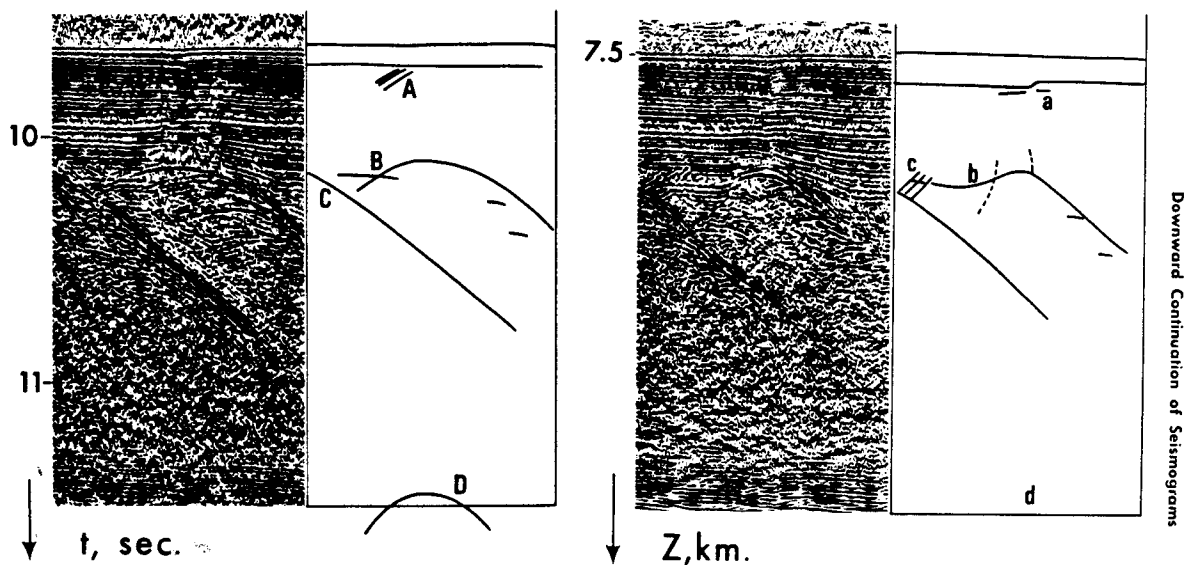 10
11
t, sec.
A
B
C
D
7.5
Z,km.
a
b
c
d
Downward Continuation of Seismograms